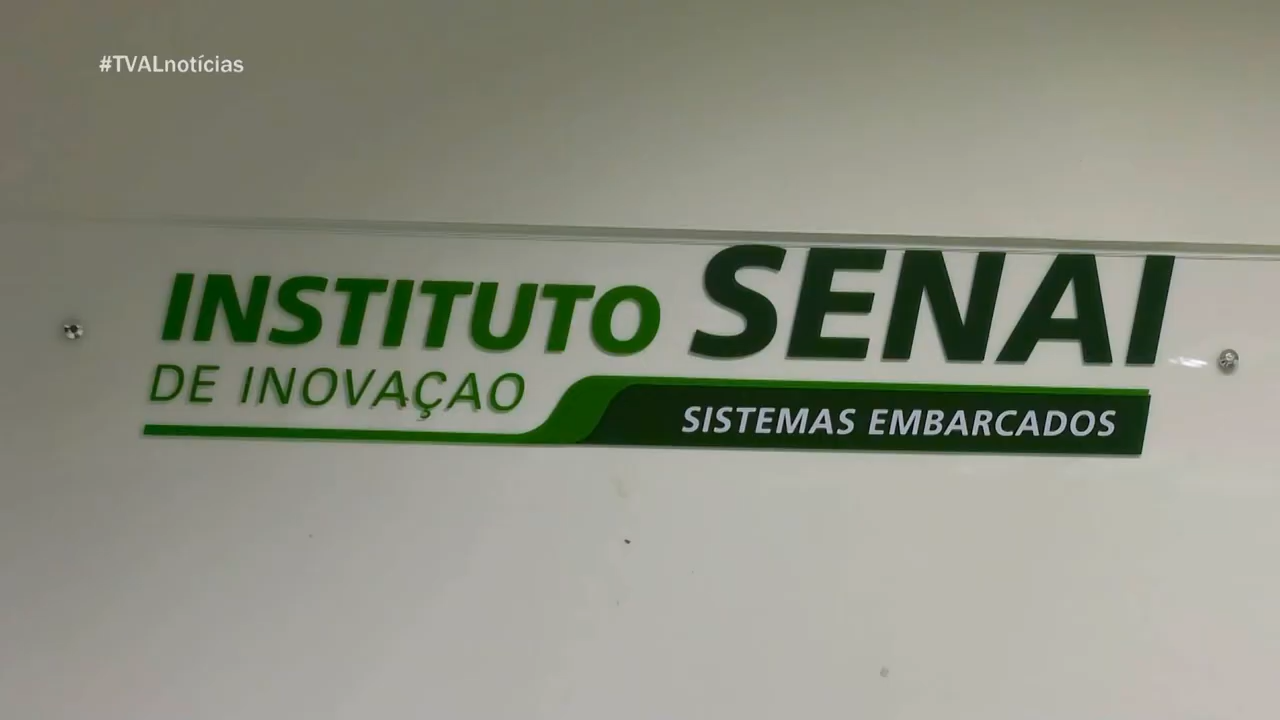 #TVALnotícias
INSTITUTO SENAI
DE INOVAÇAO
SISTEMAS EMBARCADOS